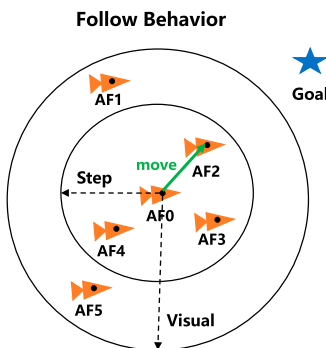 Follow Behavior
AF1
Goal
move
AF2
Step
AF0
AF3
AF4
AF5
Visual